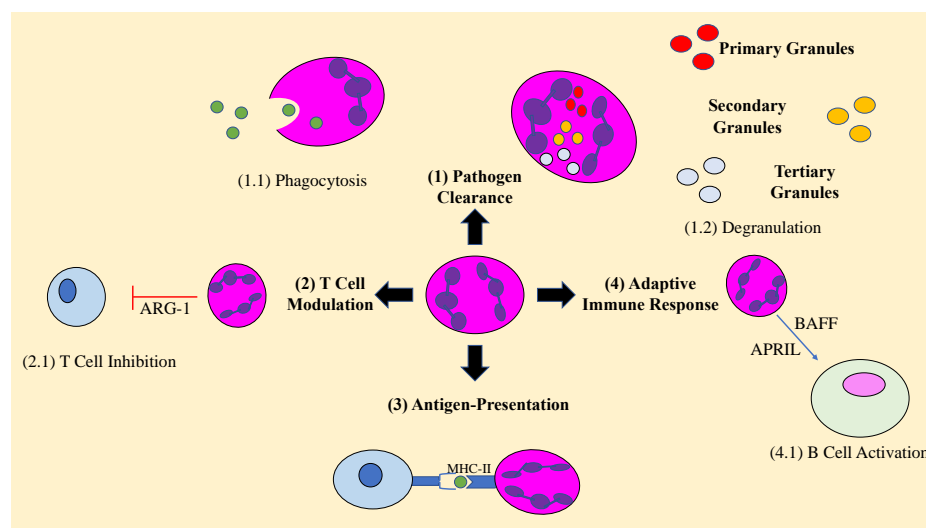 Primary Granules
Secondary
Granules
Tertiary
Granules
(1.2) Degranulation
(1.1) Phagocytosis
(1) Pathogen
Clearance
(2) T Cell
Modulation
ARG-1
(2.1) T Cell Inhibition
(4) Adaptive
Immune Response
BAFF
APRIL
(4.1) B Cell Activation
(3) Antigen-Presentation
MHC-II